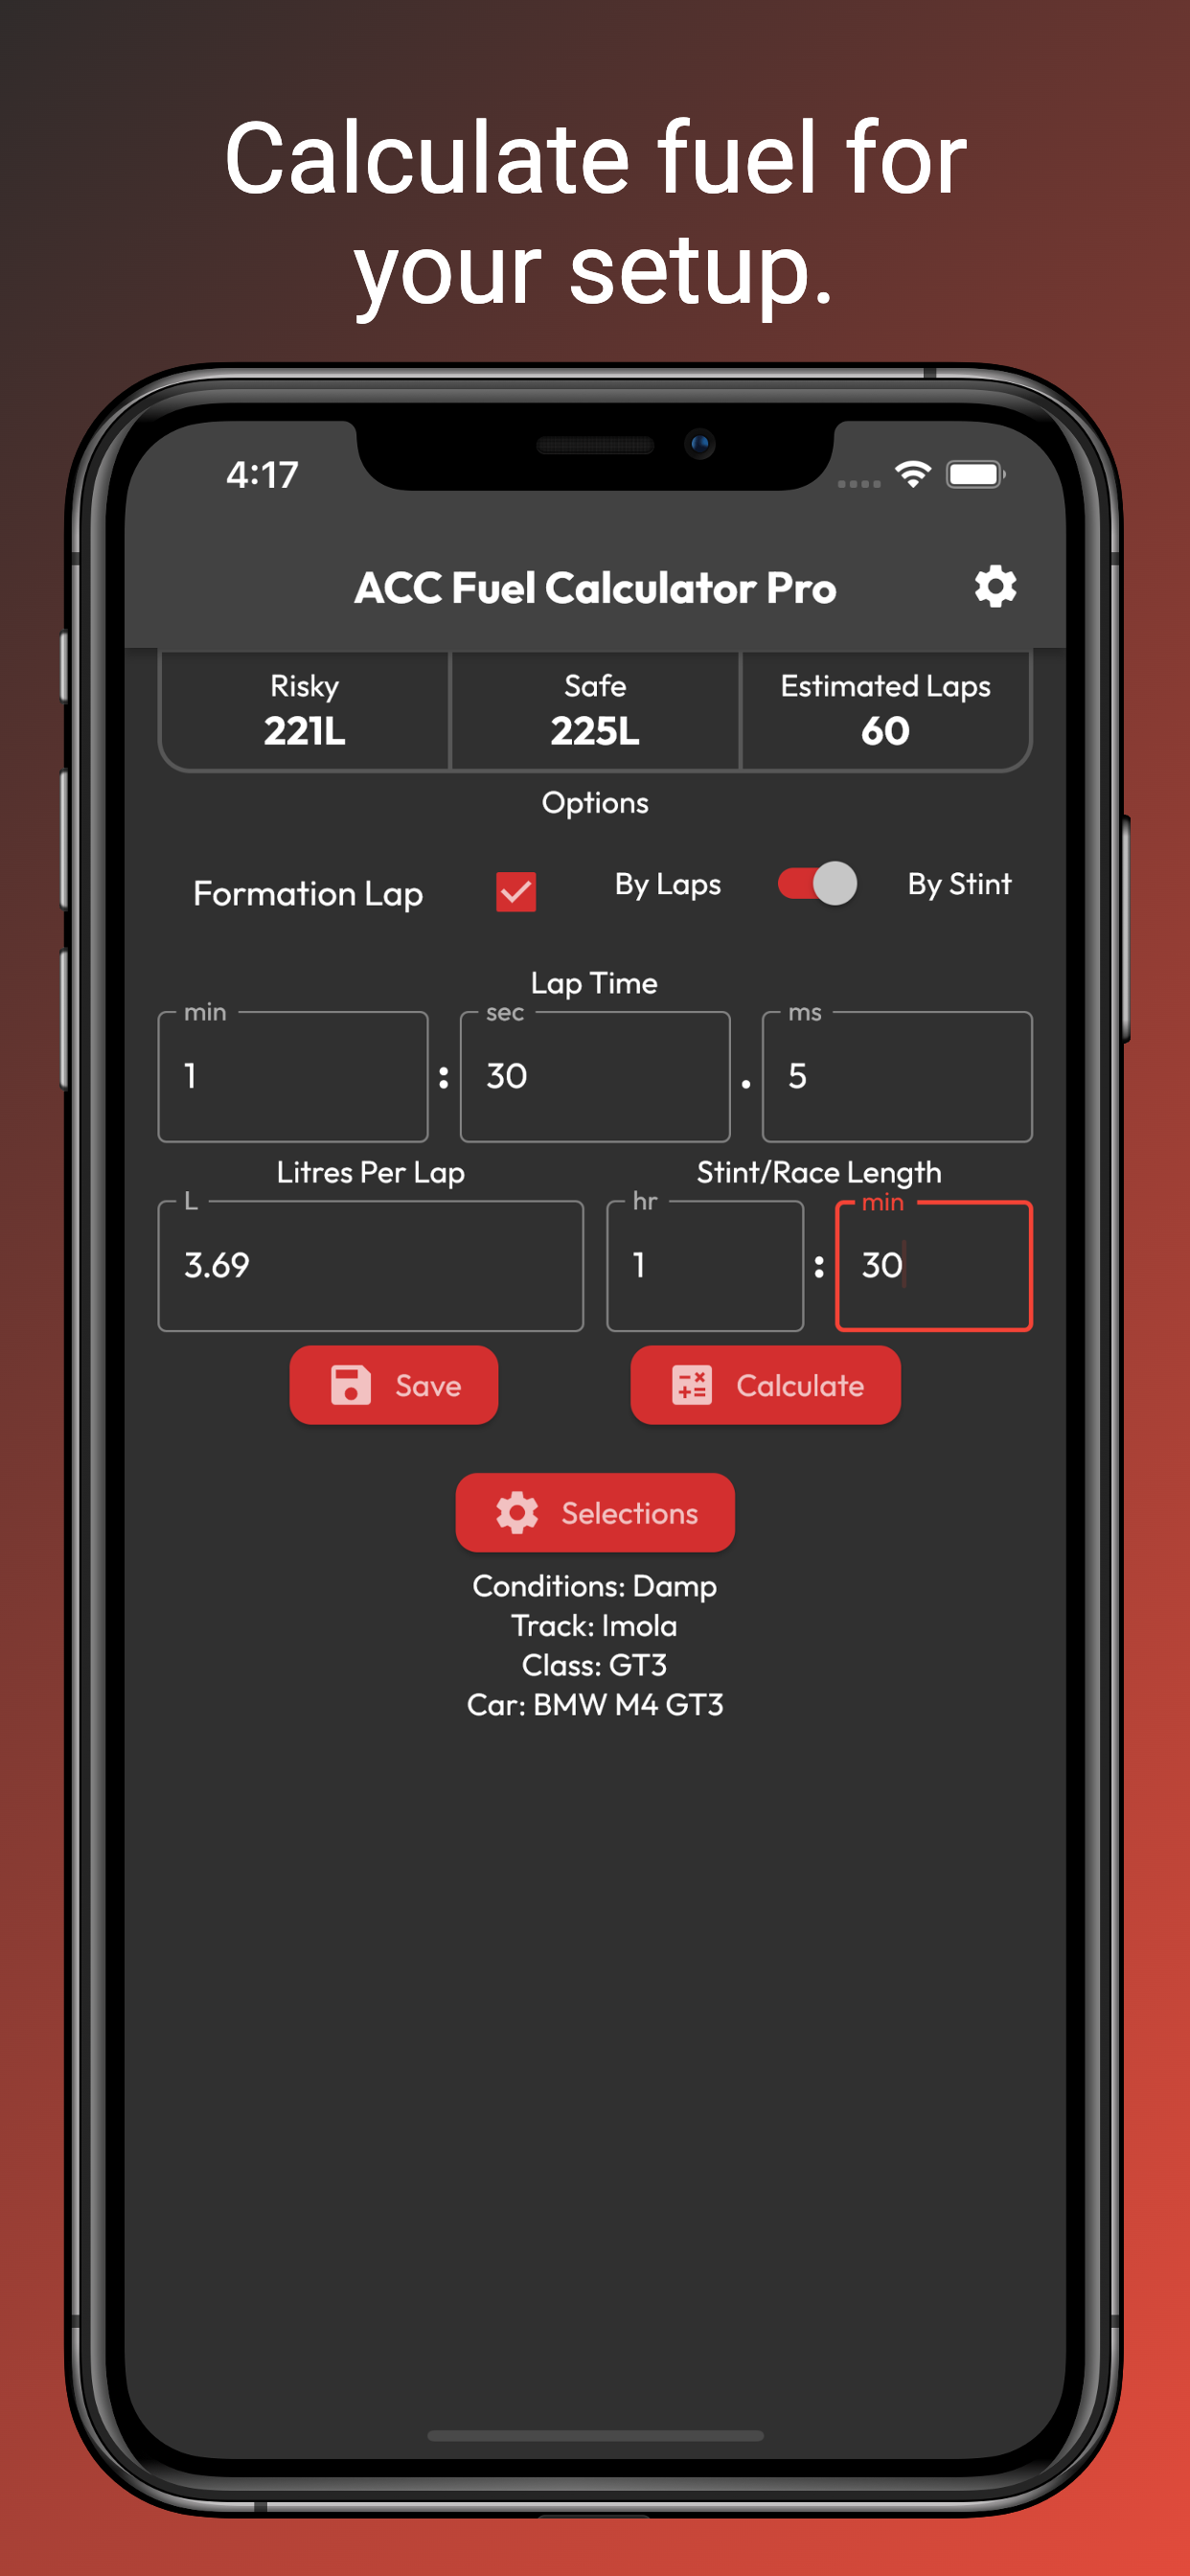 Calculate fuel for
your setup.
4:17
ACC Fuel Calculator Pro
Risky
Safe
Estimated Laps
221L
225L
60
Options
Formation Lap
By Laps
By Stint
Lap Time
min
sec
ms
1
:
30
.
5
Litres Per Lap
Stint/Race Length
L
hr
min
3.69
1
:
30
Save
Calculate
Selections
Conditions: Damp
Track: Imola
Class: GT3
Car: BMW M4 GT3